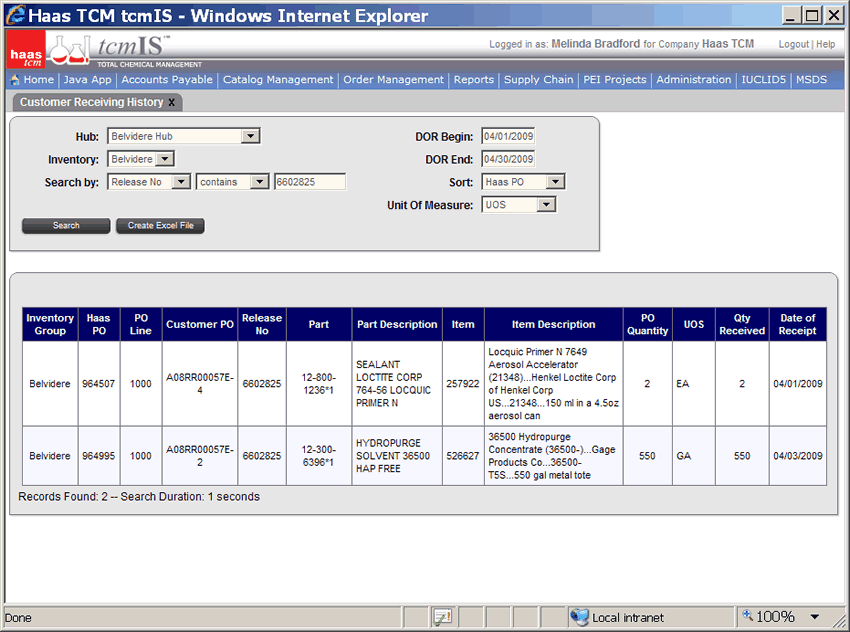 Haas TCM tcmIS - Windows Internet Explorer
haas tcm tcmIS™ TOTAL CHEMICAL MANAGEMENT
Logged in as: Melinda Bradford for Company Haas TCM Logout | Help
Home | Java App | Accounts Payable | Catalog Management | Order Management | Reports | Supply Chain | PEI Projects | Administration | IUCLID5 | MSDS
Customer Receiving History x
Hub: Belvidere Hub DOR Begin: 04/01/2009
Inventory: Belvidere DOR End: 04/30/2009
Search by: Release No contains 6602825 Sort: Haas PO
Unit Of Measure: UOS
Search Create Excel File
Inventory Group Haas PO PO Line Customer PO Release No Part Part Description Item Item Description PO Quantity UOS Qty Received Date of Receipt
Belvidere 964507 1000 A08RR00057E-4 6602825 12-800-1236*1 SEALANT LOCTITE CORP 764-56 LOCQUIC PRIMER N 257922 Locquic Primer N 7649 Aerosol Accelerator (21348)...Henkel Loctite Corp of Henkel Corp US...21348...150 ml in a 4.5oz aerosol can 2 EA 2 04/01/2009
Belvidere 964995 1000 A08RR00057E-2 6602825 12-300-6396*1 HYDROPURGE SOLVENT 36500 HAP FREE 526627 36500 Hydropurge Concentrate (36500-)...Gage Products Co...36500-T5S...550 gal metal tote 550 GA 550 04/03/2009
Records Found: 2 -- Search Duration: 1 seconds
Done Local intranet 100%